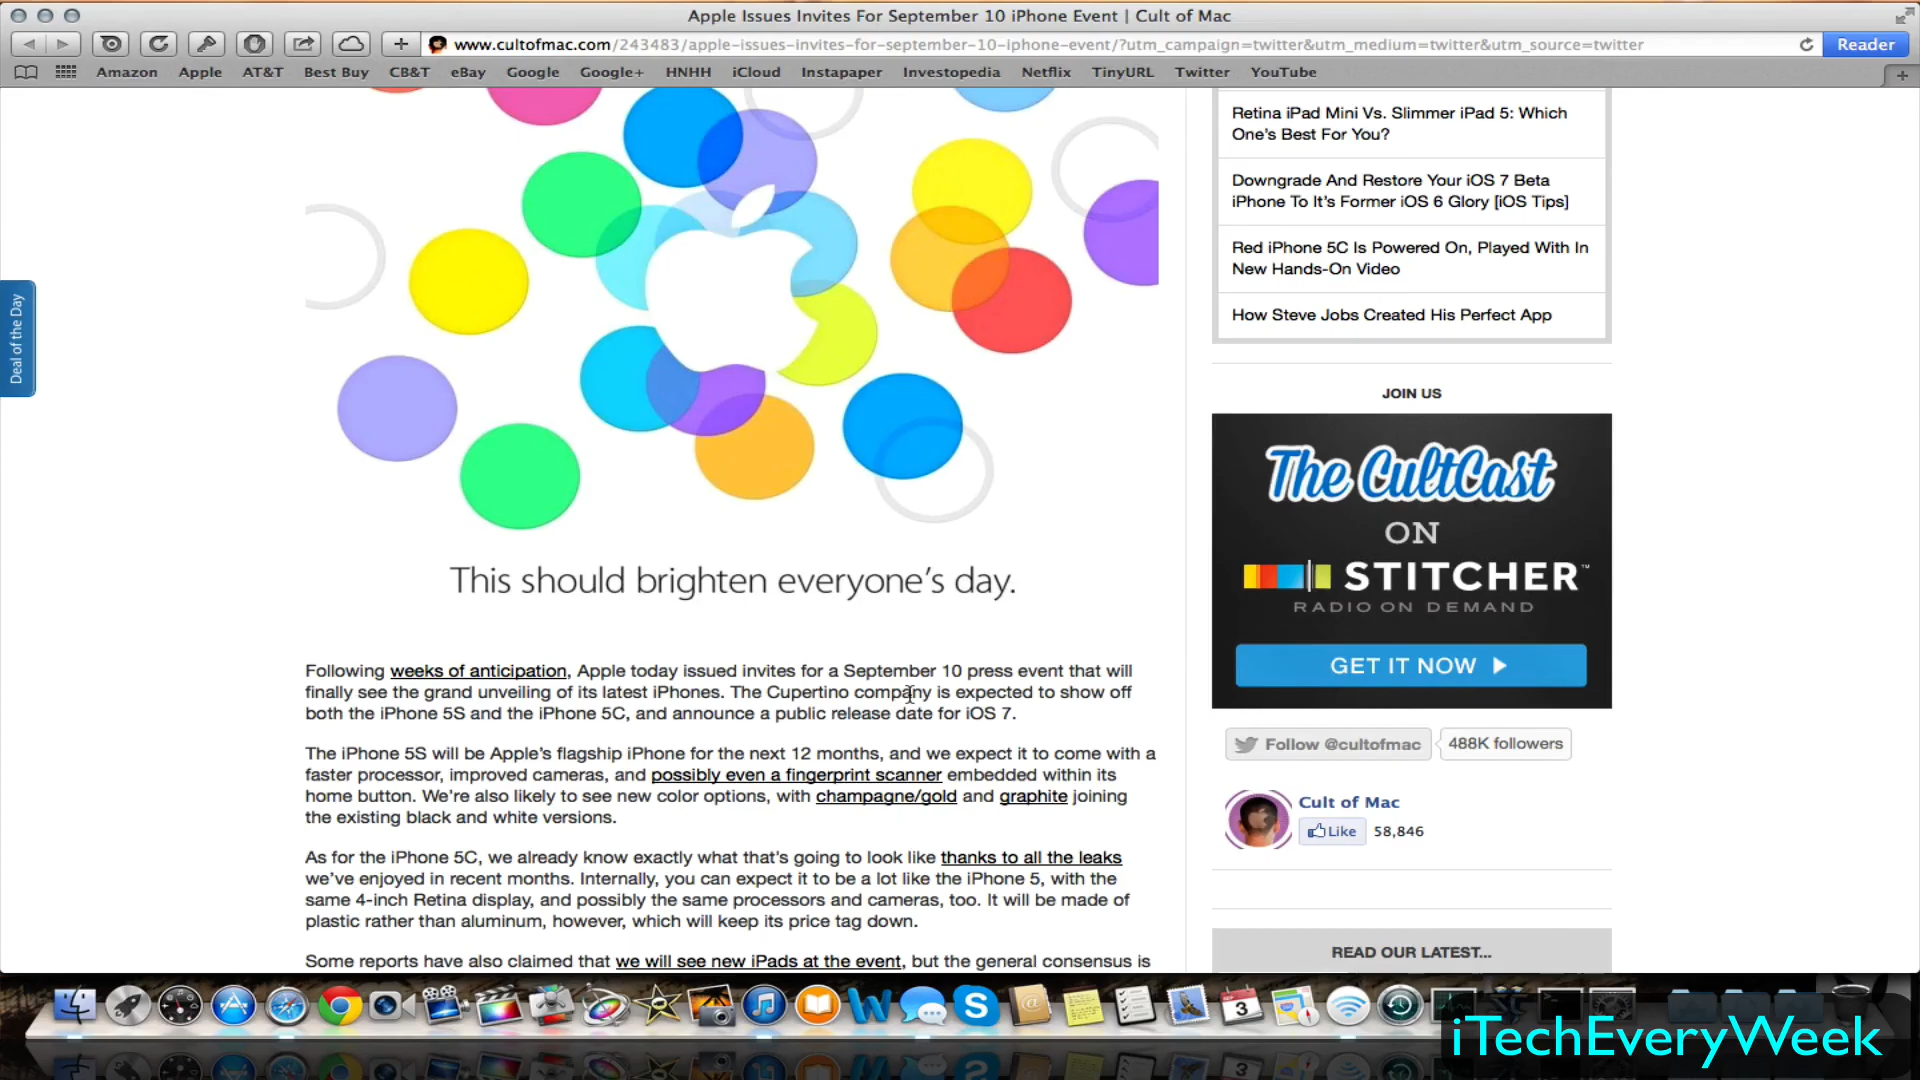 Apple Issues Invites For September 10 iPhone Event | Cult of Mac
www.cultofmac.com/243483/apple-issues-invites-for-september-10-iphone-event/?utm_campaign=twitter&utm_medium=twitter&utm_source=twitter
Reader
Amazon Apple AT&T Best Buy CB&T eBay Google Google+ HNHH iCloud Instapaper Investopedia Netflix TinyURL Twitter YouTube
Deal of the Day
This should brighten everyone's day.
Following weeks of anticipation, Apple today issued invites for a September 10 press event that will
finally see the grand unveiling of its latest iPhones. The Cupertino company is expected to show off
both the iPhone 5S and the iPhone 5C, and announce a public release date for iOS 7.
The iPhone 5S will be Apple's flagship iPhone for the next 12 months, and we expect it to come with a
faster processor, improved cameras, and possibly even a fingerprint scanner embedded within its
home button. We're also likely to see new color options, with champagne/gold and graphite joining
the existing black and white versions.
As for the iPhone 5C, we already know exactly what that's going to look like thanks to all the leaks
we've enjoyed in recent months. Internally, you can expect it to be a lot like the iPhone 5, with the
same 4-inch Retina display, and possibly the same processors and cameras, too. It will be made of
plastic rather than aluminum, however, which will keep its price tag down.
Some reports have also claimed that we will see new iPads at the event, but the general consensus is
Retina iPad Mini Vs. Slimmer iPad 5: Which
One's Best For You?
Downgrade And Restore Your iOS 7 Beta
iPhone To It's Former iOS 6 Glory [iOS Tips]
Red iPhone 5C Is Powered On, Played With In
New Hands-On Video
How Steve Jobs Created His Perfect App
JOIN US
The CultCast
ON
STITCHER™
RADIO ON DEMAND
GET IT NOW
Follow @cultofmac 488K followers
Cult of Mac
Like 58,846
READ OUR LATEST...
3
iTechEveryWeek